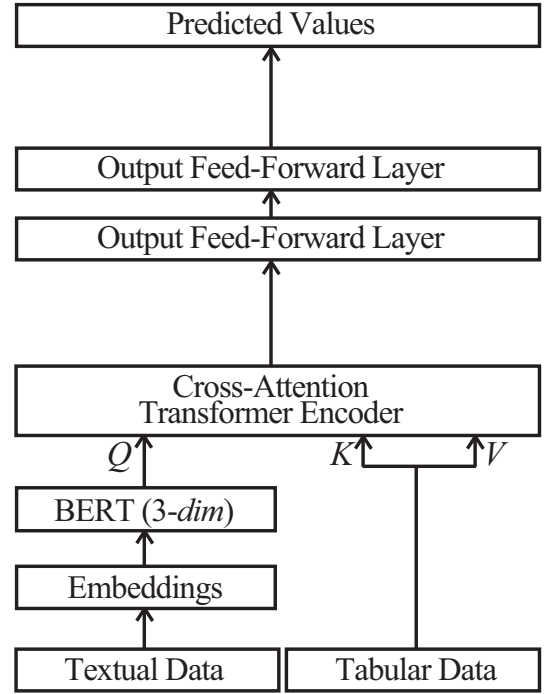 Predicted Values
Output Feed-Forward Layer
Output Feed-Forward Layer
Cross-Attention
Transformer Encoder
Q K V
BERT (3-dim)
Embeddings
Textual Data Tabular Data